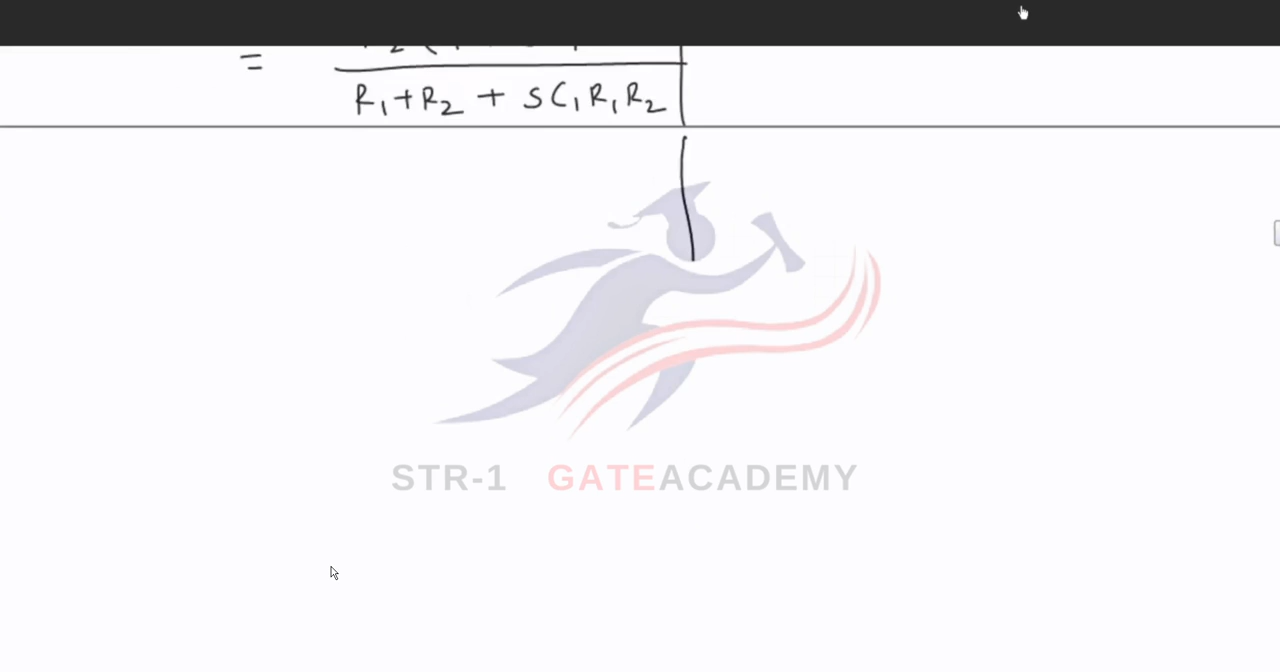 =
R₁+R₂ + SC₁R₁R₂
STR-1 GATEACADEMY